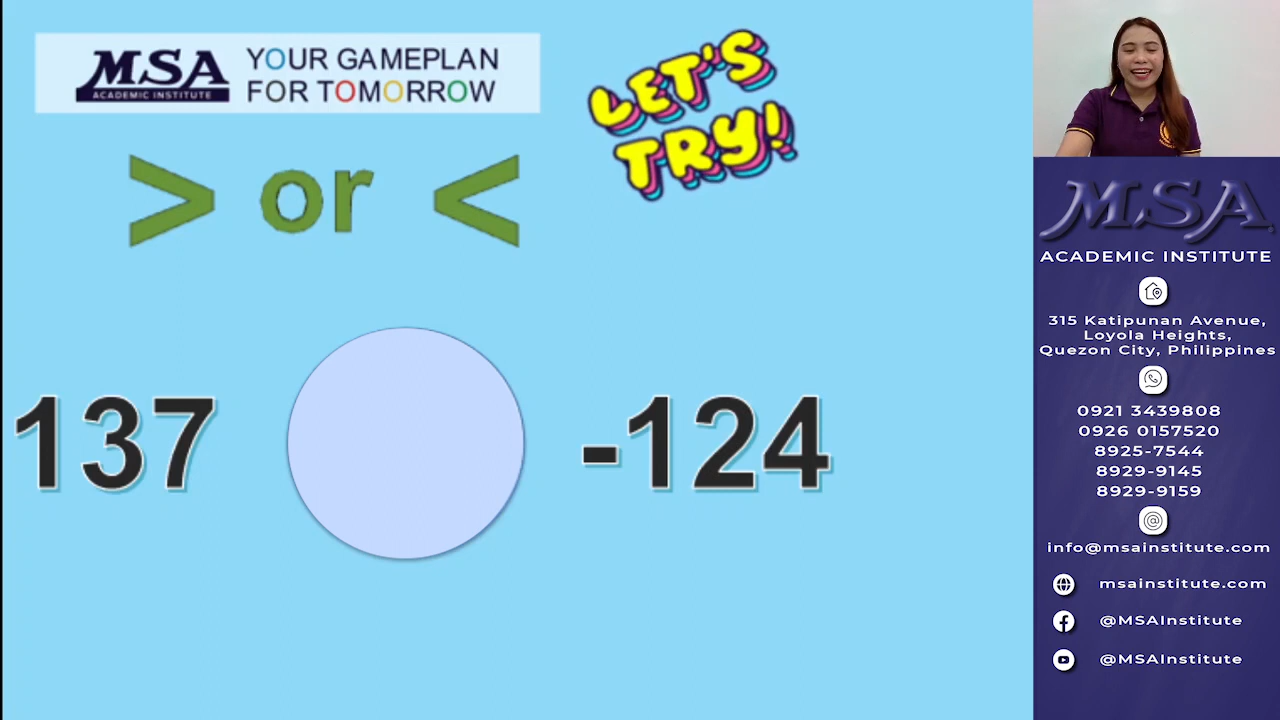 MSA
ACADEMIC INSTITUTE
YOUR GAMEPLAN
FOR TOMORROW
LET'S
TRY!
> or <
137
-124
MSA
ACADEMIC INSTITUTE
315 Katipunan Avenue,
Loyola Heights,
Quezon City, Philippines
0921 3439808
0926 0157520
8925-7544
8929-9145
8929-9159
info@msainstitute.com
msainstitute.com
@MSAInstitute
@MSAInstitute